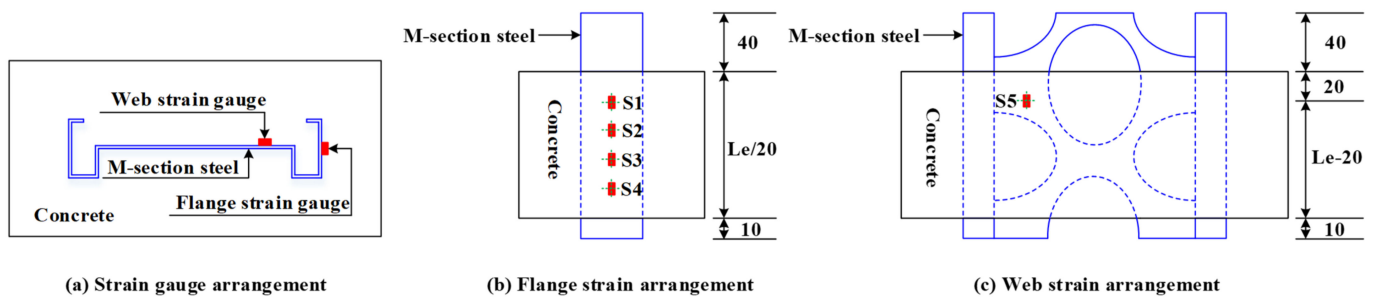 Web strain gauge
M-section steel
Flange strain gauge
Concrete
(a) Strain gauge arrangement
M-section steel
40
Concrete
S1
S2
S3
S4
Le/20
10
(b) Flange strain arrangement
M-section steel
40
20
S5
Concrete
Le-20
10
(c) Web strain arrangement